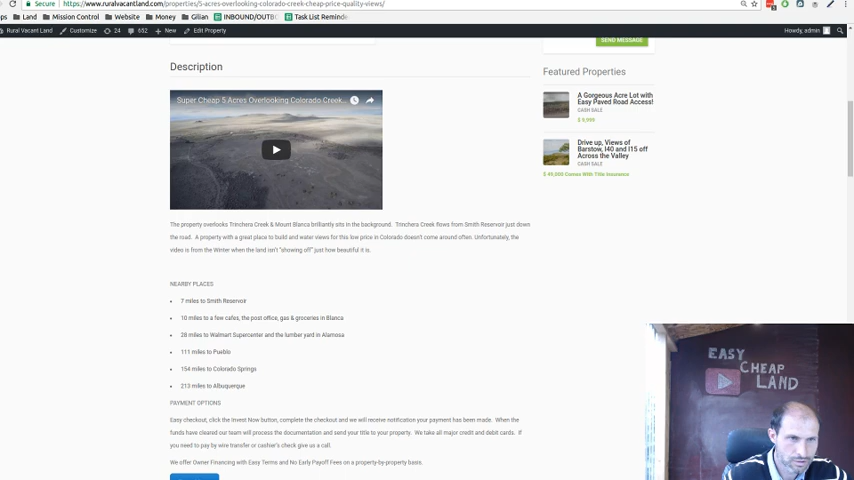 Secure https://www.ruralvacantland.com/properties/5-acres-overlooking-colorado-creek-cheap-price-quality-views/
Land Mission Control Website Money Gillian INBOUND/OUTBO Task List Reminde
Rural Vacant Land Customize 24 652 New Edit Property Howdy, admin
SEND MESSAGE
Description
Featured Properties
Super Cheap 5 Acres Overlooking Colorado Creek...
A Gorgeous Acre Lot with
Easy Paved Road Access!
CASH SALE
$ 9,999
Drive up, Views of
Barstow, I40 and I15 off
Across the Valley
CASH SALE
$ 49,000 Comes With Title Insurance
The property overlooks Trinchera Creek & Mount Blanca brilliantly sit in the background. Trinchera Creek flows from Smith Reservoir just down
the road. A property with a great place to build and water views for this low price in Colorado doesn't come around often. Unfortunately, the
video is from the Winter when the land isn't "showing off" just how beautiful it is.
NEARBY PLACES
7 miles to Smith Reservoir
10 miles to a few cafes, the post office, gas & groceries in Blanca
28 miles to Walmart Supercenter and the lumber yard in Alamosa
111 miles to Pueblo
154 miles to Colorado Springs
213 miles to Albuquerque
PAYMENT OPTIONS
Easy checkout, click the Invest Now button, complete the checkout and we will receive notification your payment has been made. When the
funds have cleared our team will process the documentation and send your title to your property. We take all major credit and debit cards. If
you need to pay by wire transfer or cashier's check give us a call.
We offer Owner Financing with Easy Terms and No Early Payoff Fees on a property-by-property basis.
EASY
CHEAP
LAND